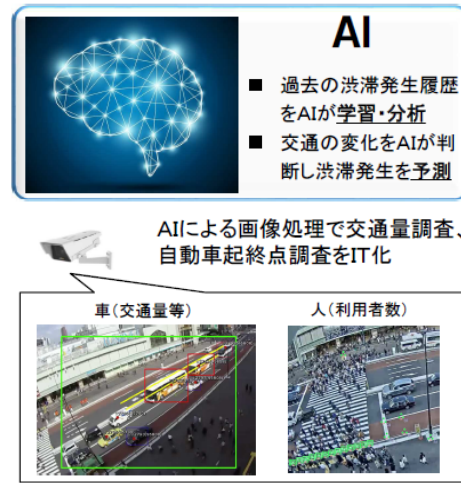 AI
■ 過去の渋滞発生履歴
をAIが学習・分析
■ 交通の変化をAIが判
断し渋滞発生を予測
AIによる画像処理で交通量調査、
自動車起終点調査をIT化
車(交通量等)
人(利用者数)